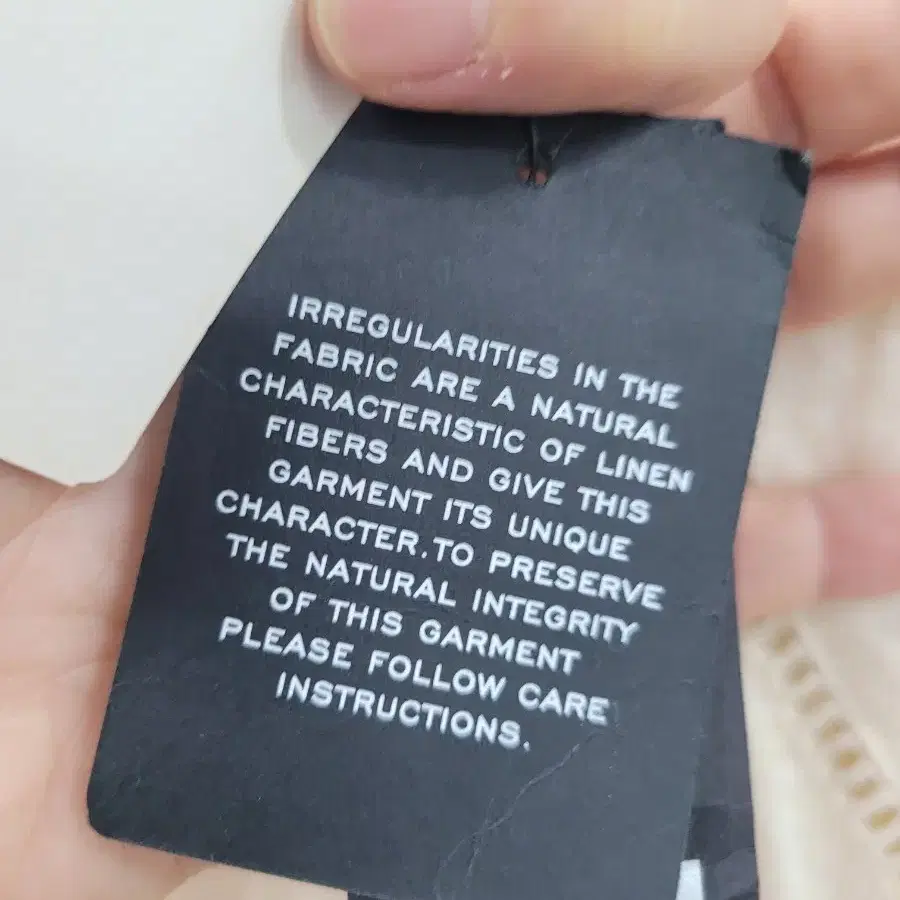 IRREGULARITIES IN THE
FABRIC ARE A NATURAL
CHARACTERISTIC OF LINEN
FIBERS AND GIVE THIS
GARMENT ITS UNIQUE
CHARACTER.TO PRESERVE
THE NATURAL INTEGRITY
OF THIS GARMENT
PLEASE FOLLOW CARE
INSTRUCTIONS.